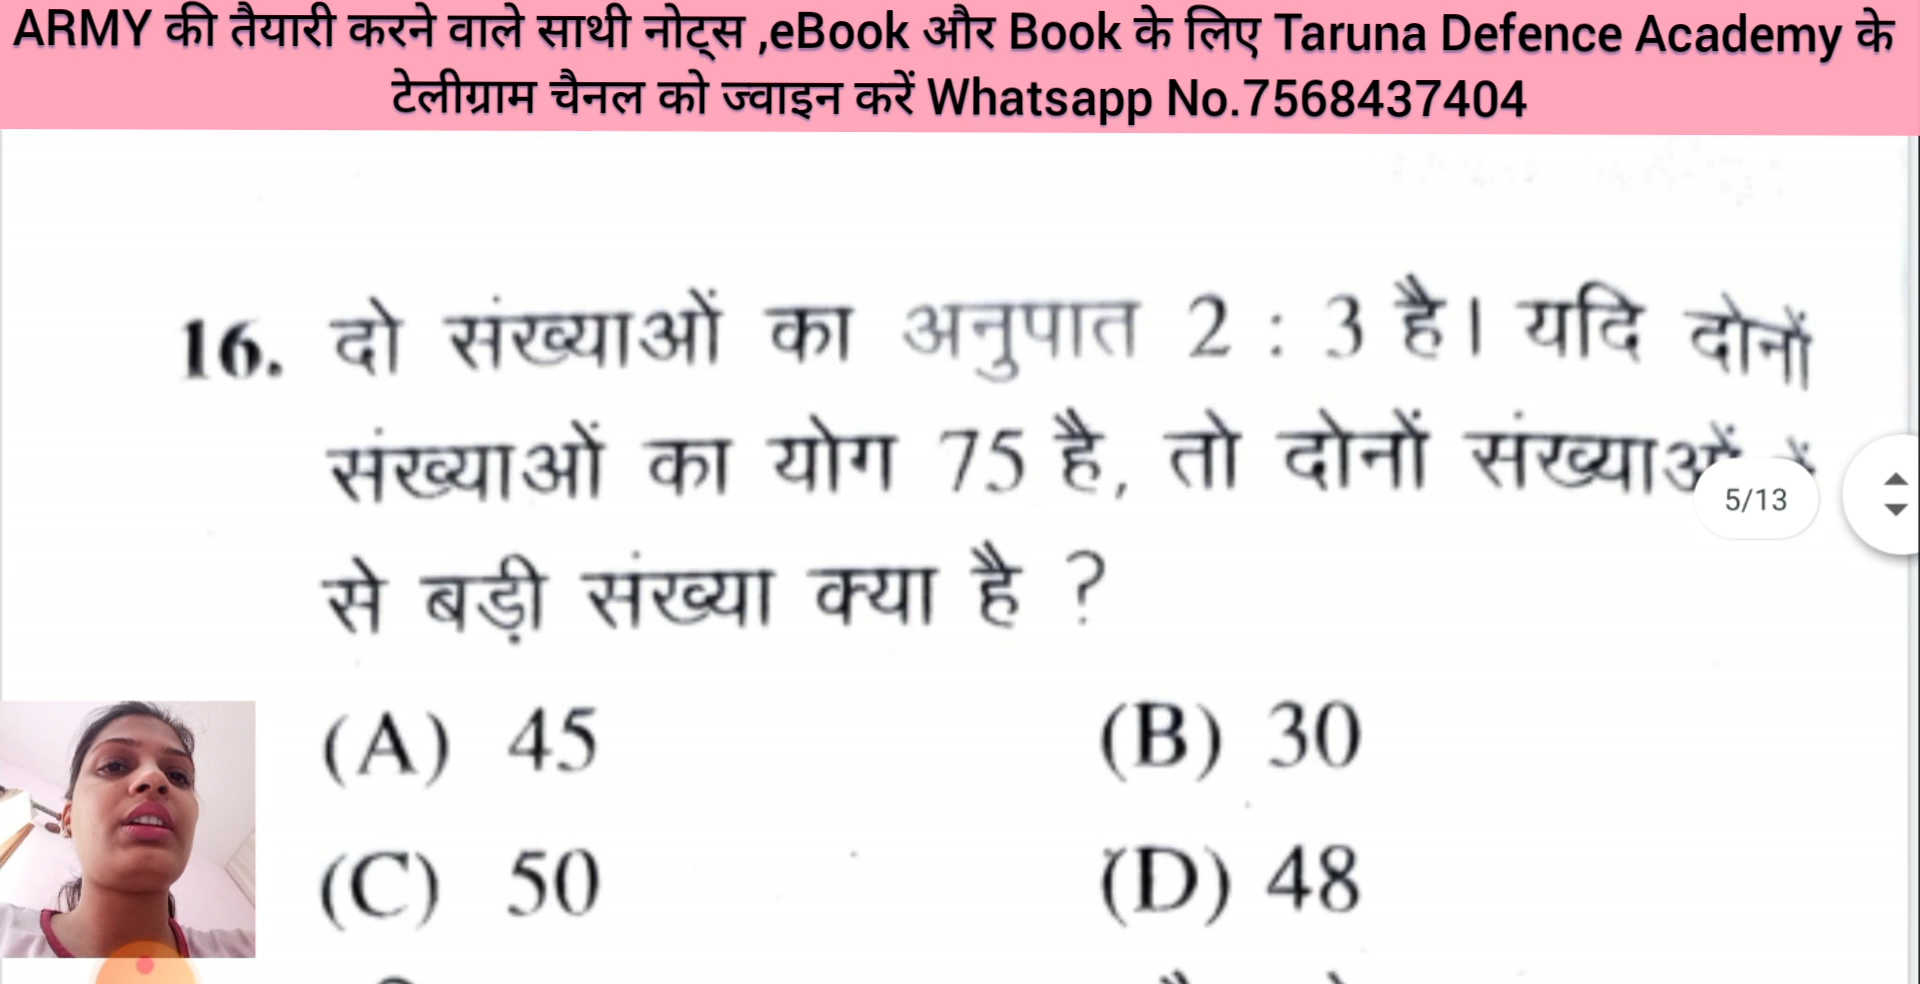 ARMY की तैयारी करने वाले साथी नोट्स ,eBook और Book के लिए Taruna Defence Academy के
टेलीग्राम चैनल को ज्वाइन करें Whatsapp No.7568437404
16. दो संख्याओं का अनुपात 2 : 3 है। यदि दोनों
संख्याओं का योग 75 है, तो दोनों संख्याओं
5/13
से बड़ी संख्या क्या है ?
(A) 45 (B) 30
(C) 50 (D) 48